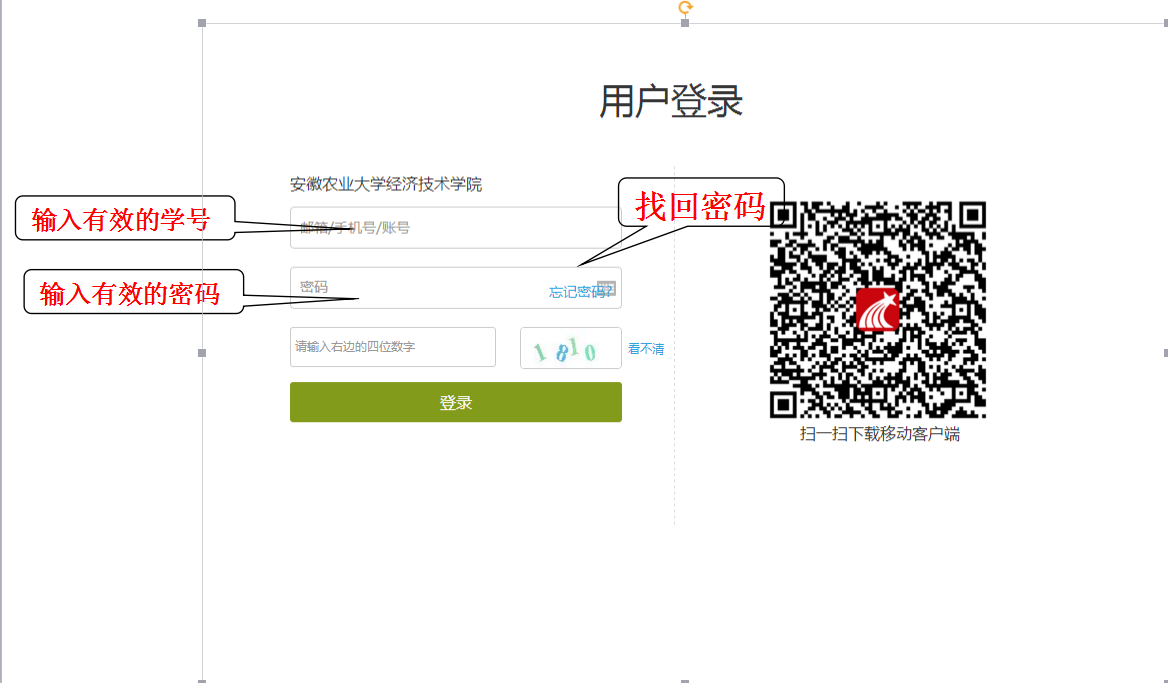 用户登录
安徽农业大学经济技术学院
找回密码
输入有效的学号
邮箱/手机号/账号
输入有效的密码
密码
忘记密码?
请输入右边的四位数字
1810
看不清
登录
扫一扫下载移动客户端